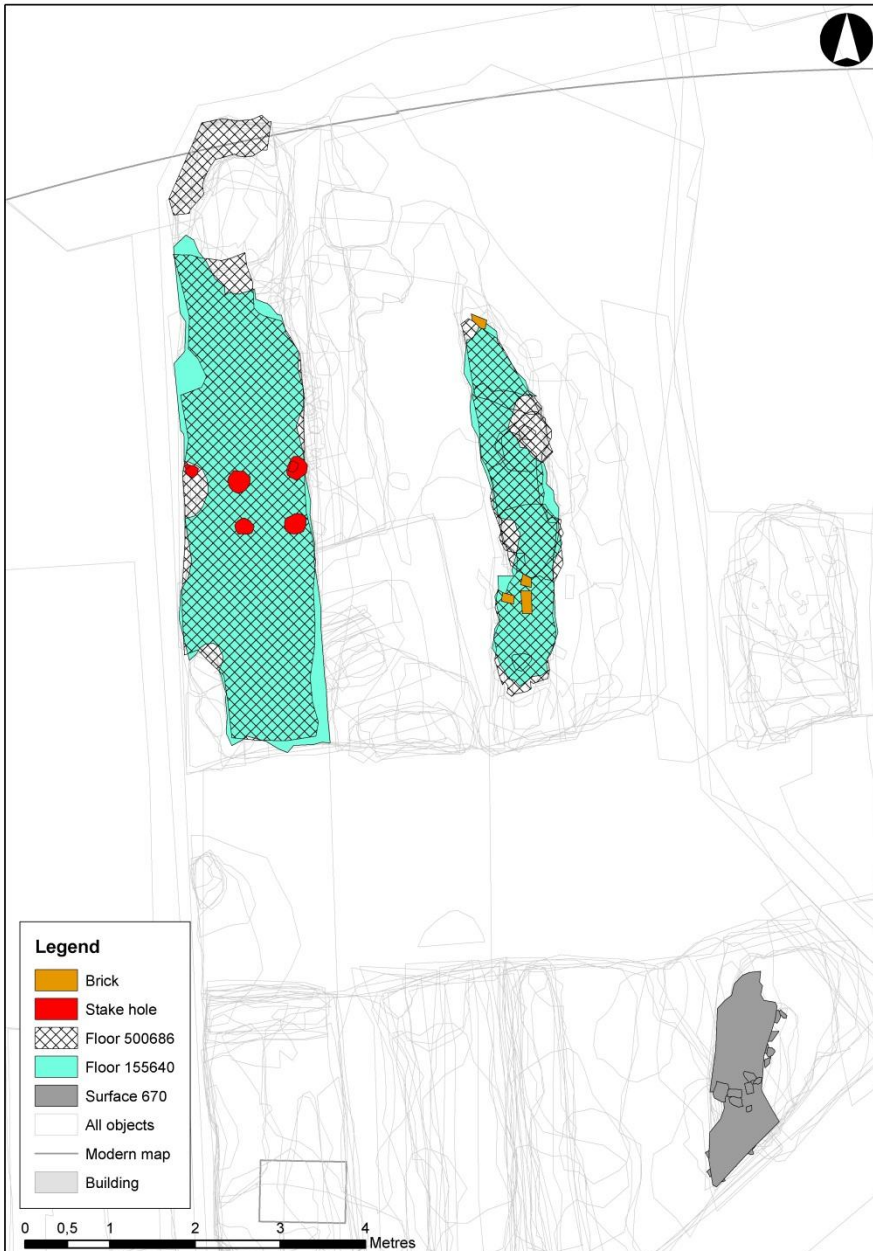 Legend
Brick
Stake hole
Floor 500686
Floor 155640
Surface 670
All objects
Modern map
Building
0 0,5 1 2 3 4
Metres